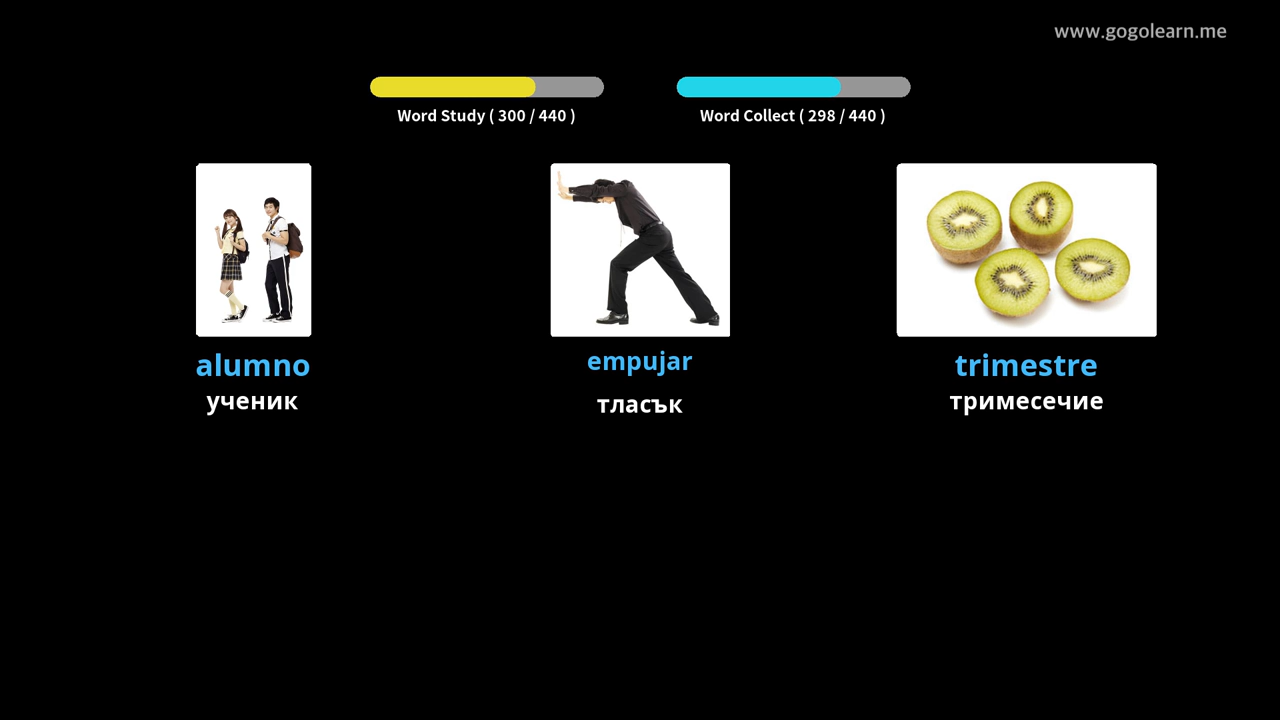 www.gogolearn.me
Word Study ( 300 / 440 )
Word Collect ( 298 / 440 )
alumno
ученик
empujar
тласък
trimestre
тримесечие